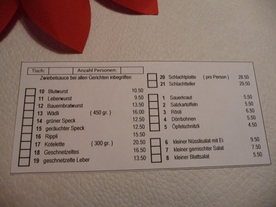 Tisch: Anzahl Personen:
Zwiebelsauce bei allen Gerichten inbegriffen
10 Blutwurst 10.50
11 Leberwurst 9.50
12 Bauernbratwurst 13.50
13 Wädli ( 450 gr. ) 16.00
14 grüner Speck 12.50
15 geräuchter Speck 12.50
16 Rippli 15.50
17 Kotelette ( 300 gr. ) 20.50
18 Geschnetzeltes 16.50
19 geschnetzelte Leber 13.50
20 Schlachtplatte ( pro Person ) 28.50
21 Schlachtteller 29.50
1 Sauerkraut 5.50
2 Salzkartoffeln 5.50
3 Rösti 6.50
4 Dörrbohnen 5.50
5 Öpfelschnitzli 4.50
6 kleiner Nüsslisalat mit Ei 9.50
7 kleiner gemischter Salat 7.50
8 kleiner Blattsalat 5.50